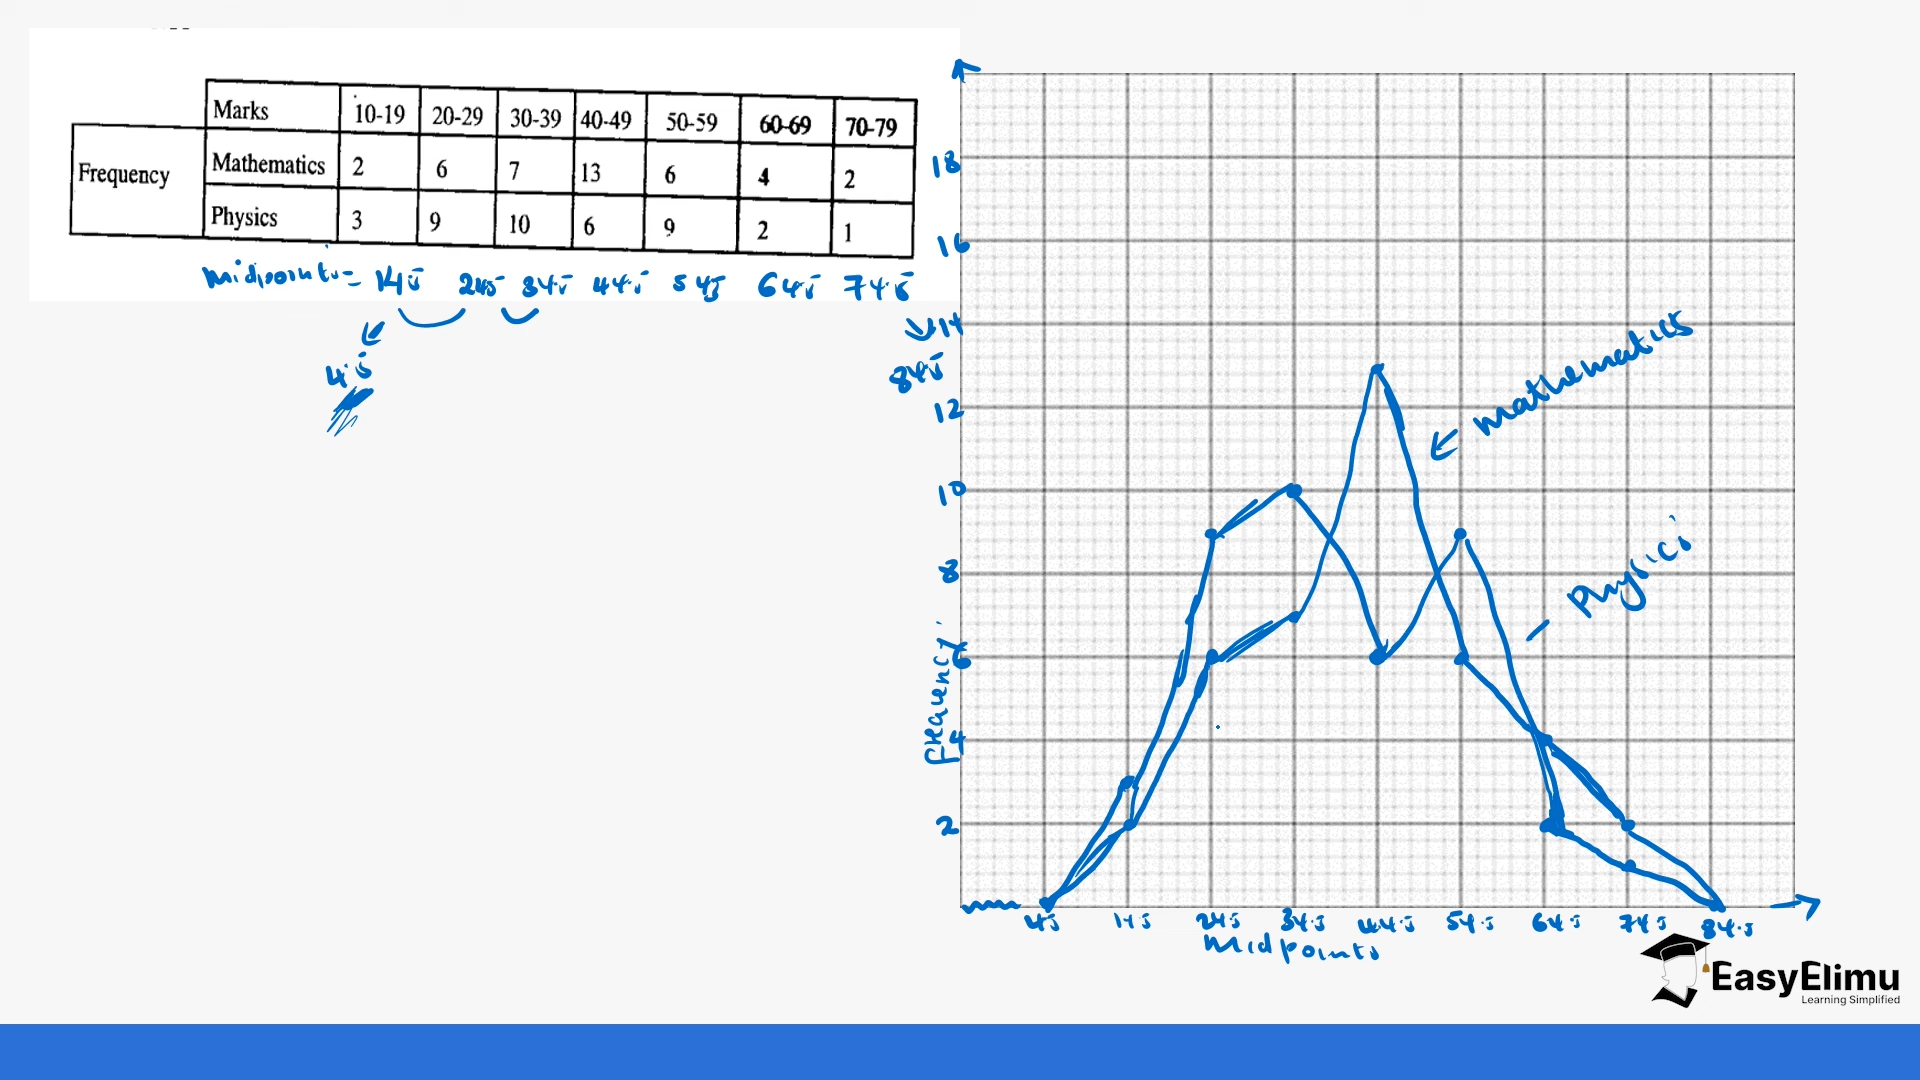 Marks 10-19 20-29 30-39 40-49 50-59 60-69 70-79
Frequency Mathematics 2 6 7 13 6 4 2
Physics 3 9 10 6 9 2 1
midpoints = 14.5 24.5 34.5 44.5 54.5 64.5 74.5
4.5
84.5
18
16
14
12
10
8
6
4
2
frequency
mathematics
Physics
4.5 14.5 24.5 34.5 44.5 54.5 64.5 74.5 84.5
Midpoints
EasyElimu
Learning Simplified